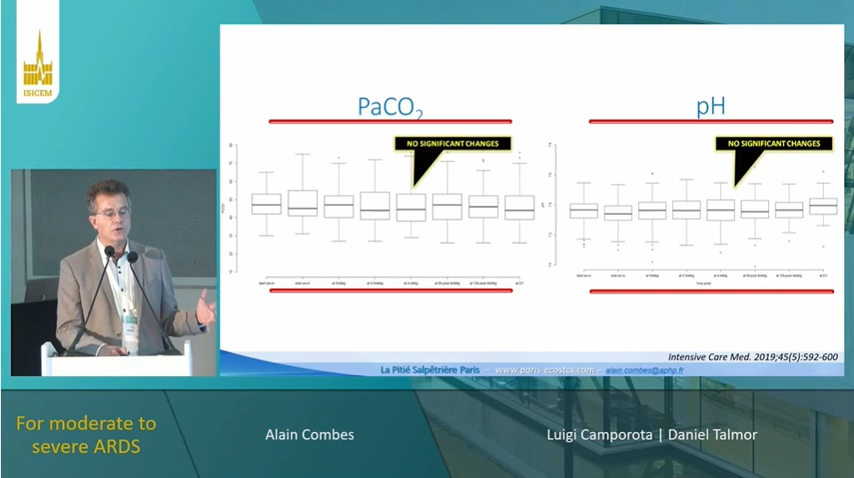 ISICEM
PaCO2
pH
NO SIGNIFICANT CHANGES
NO SIGNIFICANT CHANGES
Intensive Care Med. 2019;45(5):592-600
La Pitié Salpêtrière Paris – www.paris-ecostcs.com – alain.combes@aphp.fr
For moderate to
severe ARDS
Alain Combes
Luigi Camporota | Daniel Talmor